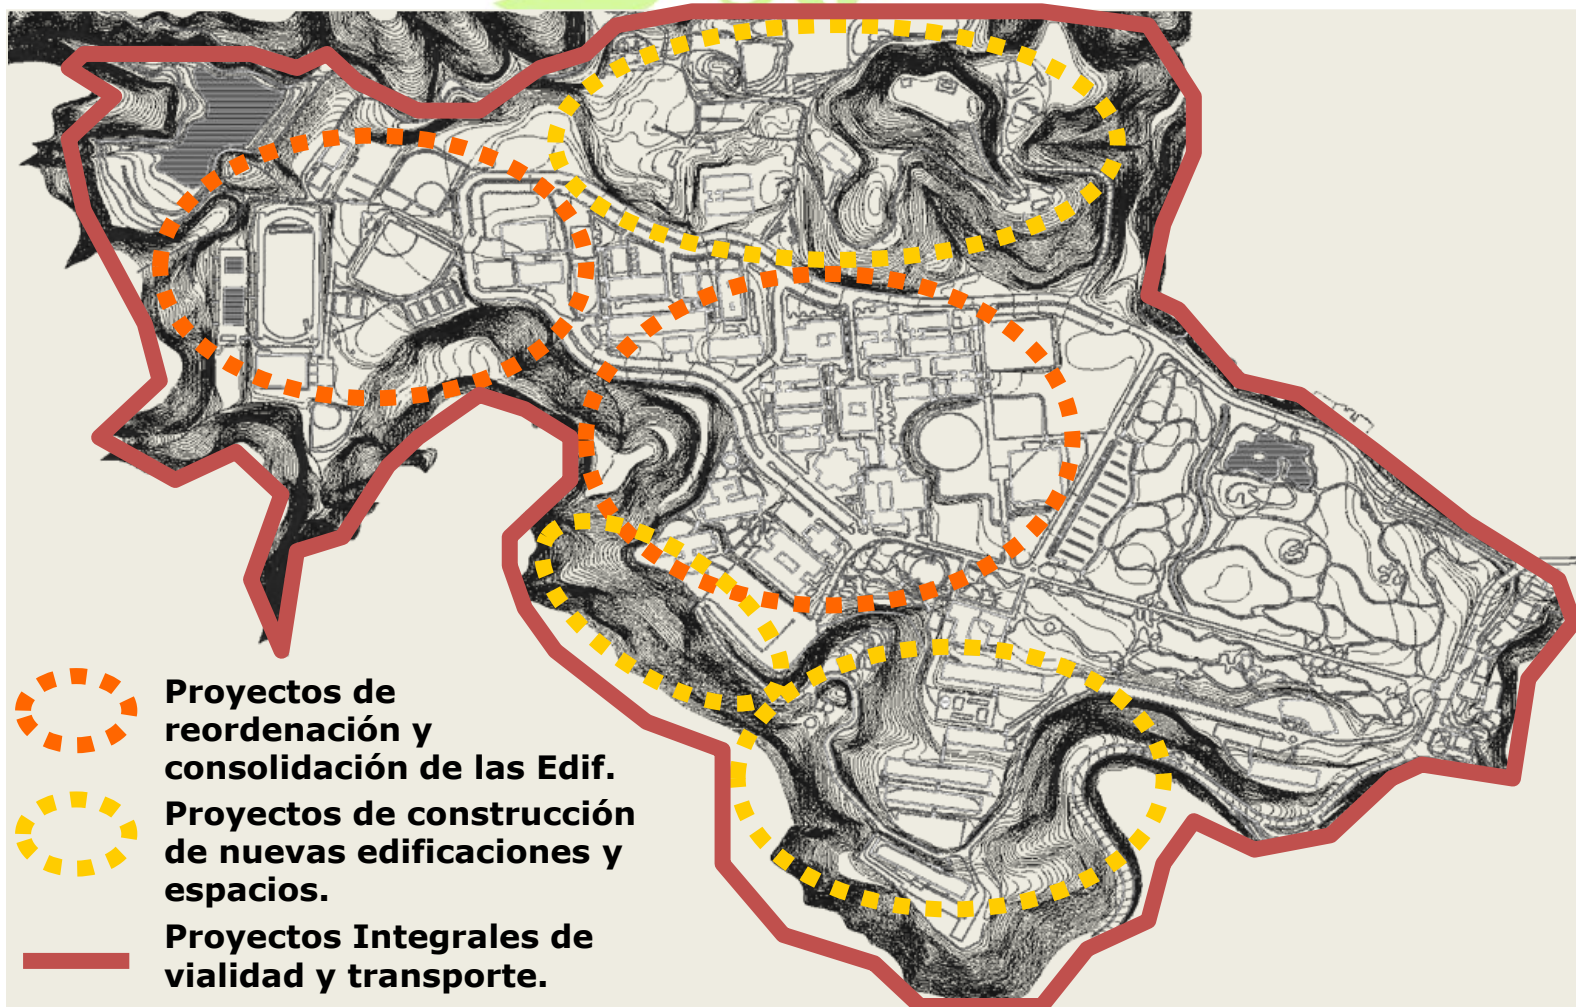 Proyectos de
reordenación y
consolidación de las Edif.
Proyectos de construcción
de nuevas edificaciones y
espacios.
Proyectos Integrales de
vialidad y transporte.